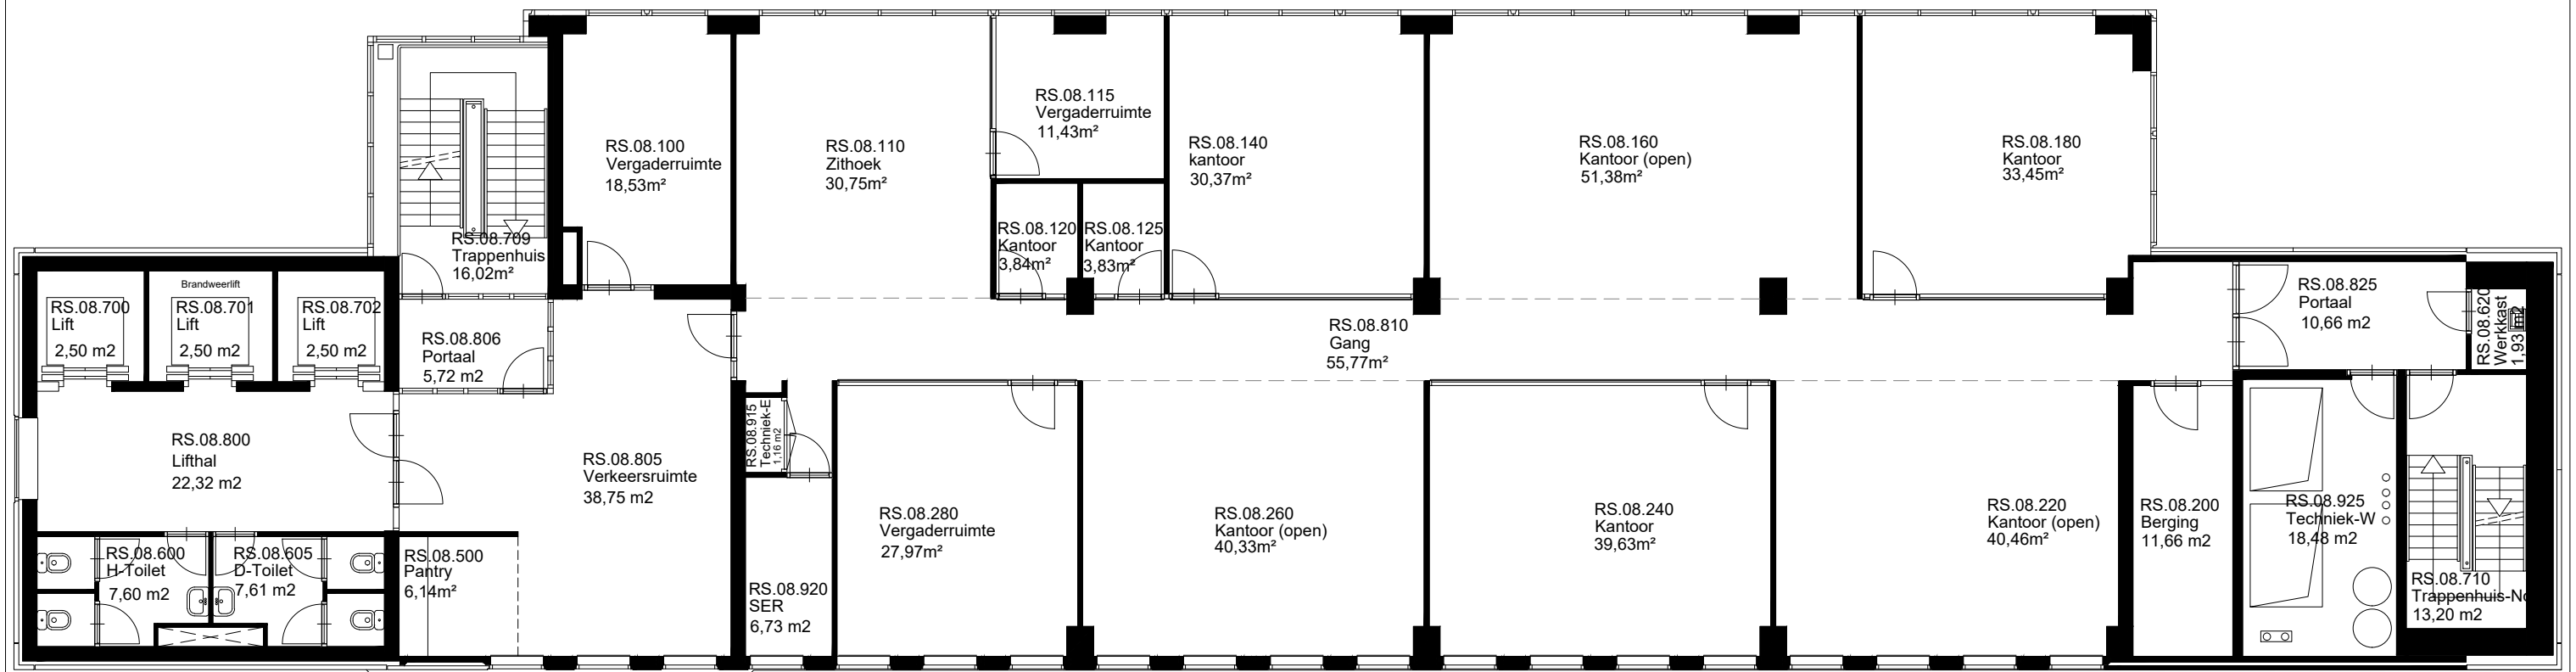 RS.08.100
Vergaderruimte
18,53m²
RS.08.110
Zithoek
30,75m²
RS.08.115
Vergaderruimte
11,43m²
RS.08.140
kantoor
30,37m²
RS.08.160
Kantoor (open)
51,38m²
RS.08.180
Kantoor
33,45m²
RS.08.120
Kantoor
3,84m²
RS.08.125
Kantoor
3,83m²
RS.08.709
Trappenhuis
16,02m²
RS.08.700
Lift
2,50 m2
Brandweerlift
RS.08.701
Lift
2,50 m2
RS.08.702
Lift
2,50 m2
RS.08.806
Portaal
5,72 m2
RS.08.810
Gang
55,77m²
RS.08.825
Portaal
10,66 m2
RS.08.620
Werkkast
1,93 m2
RS.08.800
Lifthal
22,32 m2
RS.08.805
Verkeersruimte
38,75 m2
RS.08.915
Techniek-E
1,16 m2
RS.08.600
H-Toilet
7,60 m2
RS.08.605
D-Toilet
7,61 m2
RS.08.500
Pantry
6,14m²
RS.08.920
SER
6,73 m2
RS.08.280
Vergaderruimte
27,97m²
RS.08.260
Kantoor (open)
40,33m²
RS.08.240
Kantoor
39,63m²
RS.08.220
Kantoor (open)
40,46m²
RS.08.200
Berging
11,66 m2
RS.08.925
Techniek-W
18,48 m2
RS.08.710
Trappenhuis-No
13,20 m2